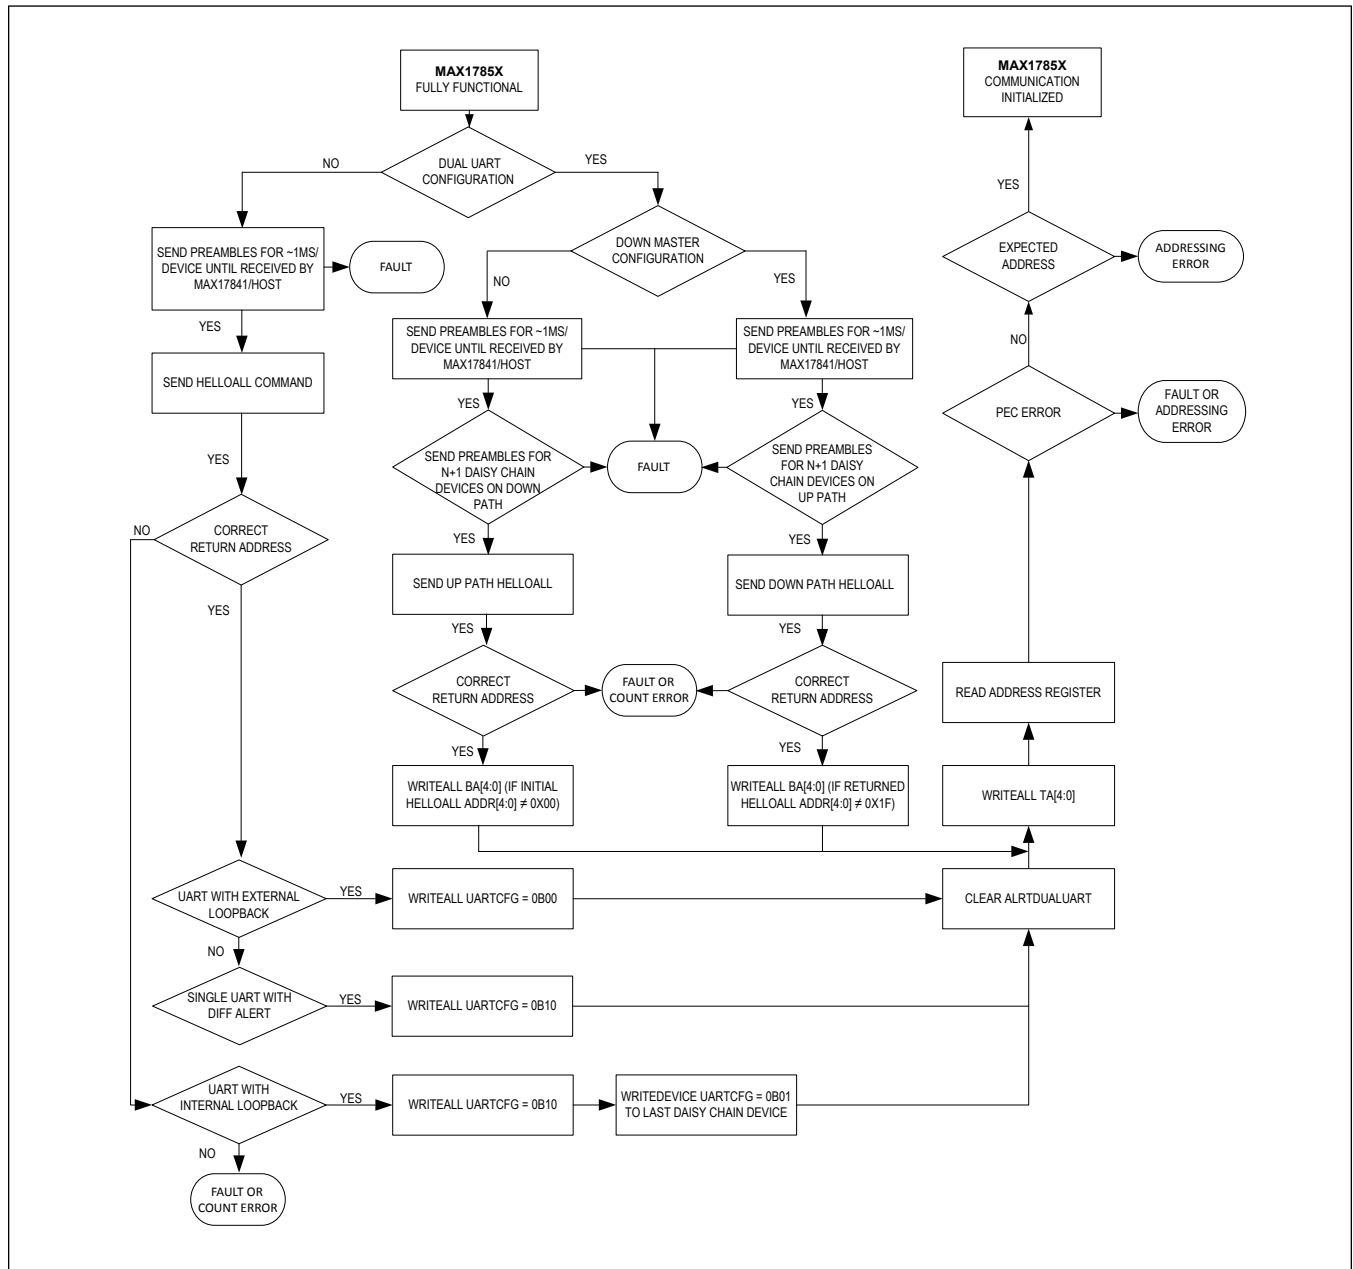 MAX1785X
FULLY FUNCTIONAL
DUAL UART
CONFIGURATION
NO
YES
SEND PREAMBLES FOR ~1MS/
DEVICE UNTIL RECEIVED BY
MAX17841/HOST
FAULT
YES
SEND HELLOALL COMMAND
YES
CORRECT
RETURN ADDRESS
NO
YES
UART WITH EXTERNAL
LOOPBACK
YES
WRITEALL UARTCFG = 0B00
NO
SINGLE UART WITH
DIFF ALERT
YES
WRITEALL UARTCFG = 0B10
UART WITH
INTERNAL LOOPBACK
YES
WRITEALL UARTCFG = 0B10
WRITEDEVICE UARTCFG = 0B01
TO LAST DAISY CHAIN DEVICE
NO
FAULT OR
COUNT ERROR
DOWN MASTER
CONFIGURATION
NO
YES
SEND PREAMBLES FOR ~1MS/
DEVICE UNTIL RECEIVED BY
MAX17841/HOST
YES
SEND PREAMBLES FOR
N+1 DAISY CHAIN
DEVICES ON DOWN
PATH
YES
SEND UP PATH HELLOALL
YES
CORRECT
RETURN ADDRESS
YES
WRITEALL BA[4:0] (IF INITIAL
HELLOALL ADDR[4:0] ≠ 0X00)
FAULT
FAULT OR
COUNT ERROR
SEND PREAMBLES FOR ~1MS/
DEVICE UNTIL RECEIVED BY
MAX17841/HOST
YES
SEND PREAMBLES
FOR N+1 DAISY
CHAIN DEVICES ON
UP PATH
YES
SEND DOWN PATH HELLOALL
YES
CORRECT
RETURN ADDRESS
YES
WRITEALL BA[4:0] (IF RETURNED
HELLOALL ADDR[4:0] ≠ 0X1F)
MAX1785X
COMMUNICATION
INITIALIZED
YES
EXPECTED
ADDRESS
ADDRESSING
ERROR
NO
PEC ERROR
FAULT OR
ADDRESSING
ERROR
READ ADDRESS REGISTER
WRITEALL TA[4:0]
CLEAR ALRTDUALUART